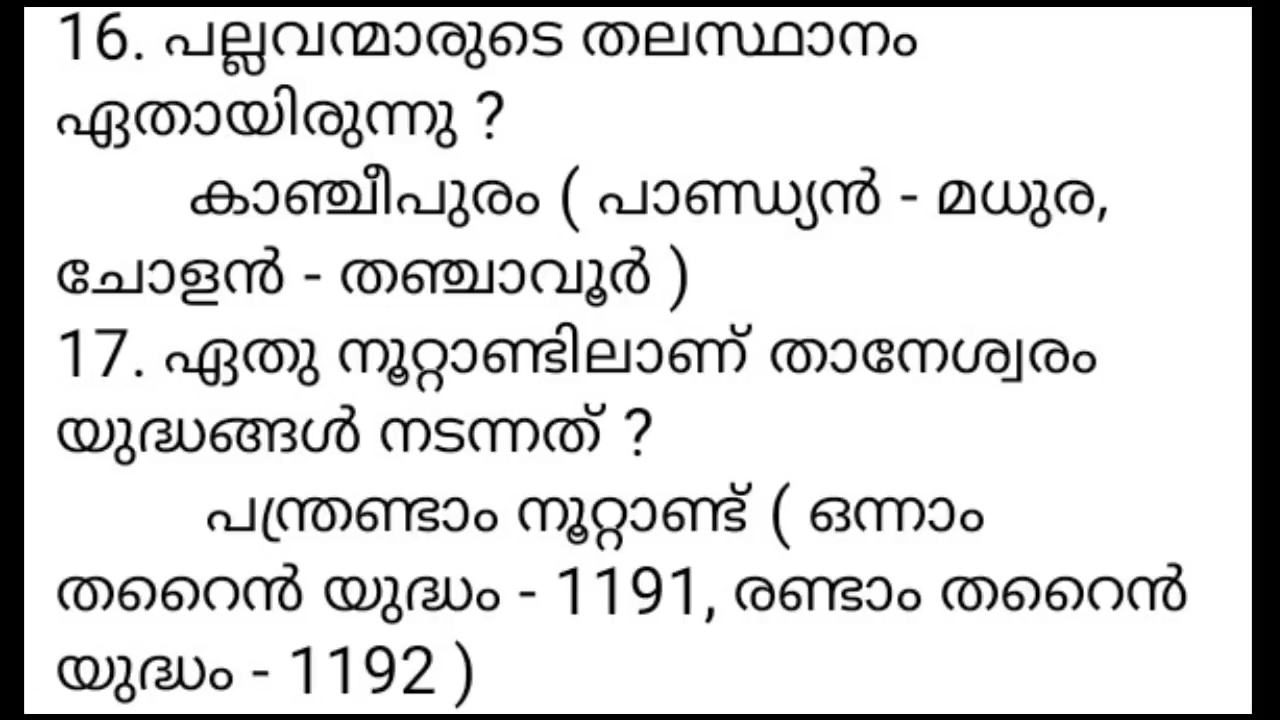 16. പല്ലവന്മാരുടെ തലസ്ഥാനം
ഏതായിരുന്നു ?
കാഞ്ചീപുരം ( പാണ്ഡ്യൻ - മധുര,
ചോളൻ - തഞ്ചാവൂർ )
17. ഏതു നൂറ്റാണ്ടിലാണ് താനേശ്വരം
യുദ്ധങ്ങൾ നടന്നത് ?
പന്ത്രണ്ടാം നൂറ്റാണ്ട് ( ഒന്നാം
തറൈൻ യുദ്ധം - 1191, രണ്ടാം തറൈൻ
യുദ്ധം - 1192 )